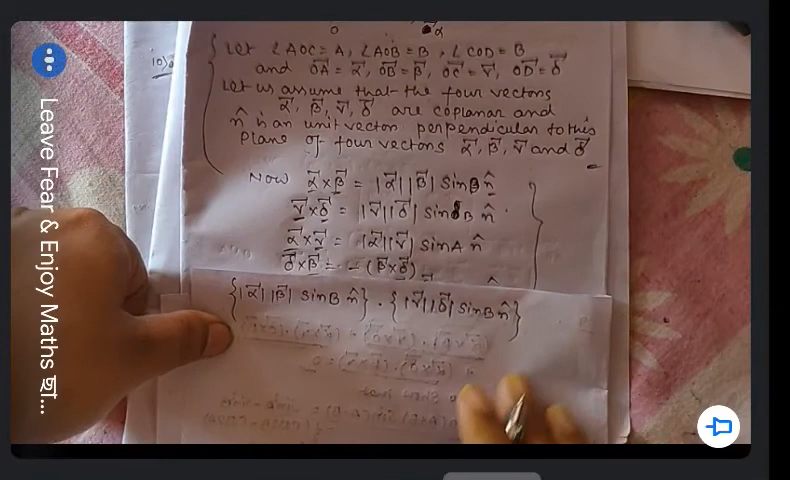 Let ∠AOC = A, ∠AOB = B, ∠COD = B
and OA⃗ = α⃗, OB⃗ = β⃗, OC⃗ = γ⃗, OD⃗ = δ⃗
Let us assume that the four vectors
α⃗, β⃗, γ⃗, δ⃗ are coplanar and
n̂ is an unit vector perpendicular to this
plane of four vectors α⃗, β⃗, γ⃗ and δ⃗
Now α⃗ × β⃗ = |α⃗| |β⃗| sinB n̂
γ⃗ × δ⃗ = |γ⃗| |δ⃗| sin B n̂
α⃗ × γ⃗ = |α⃗| |γ⃗| sinA n̂
δ⃗ × β⃗ = - (β⃗ × δ⃗)
{|α⃗| |β⃗| sinB n̂} . {|γ⃗| |δ⃗| sinB n̂}
Leave Fear & Enjoy Maths ছা...